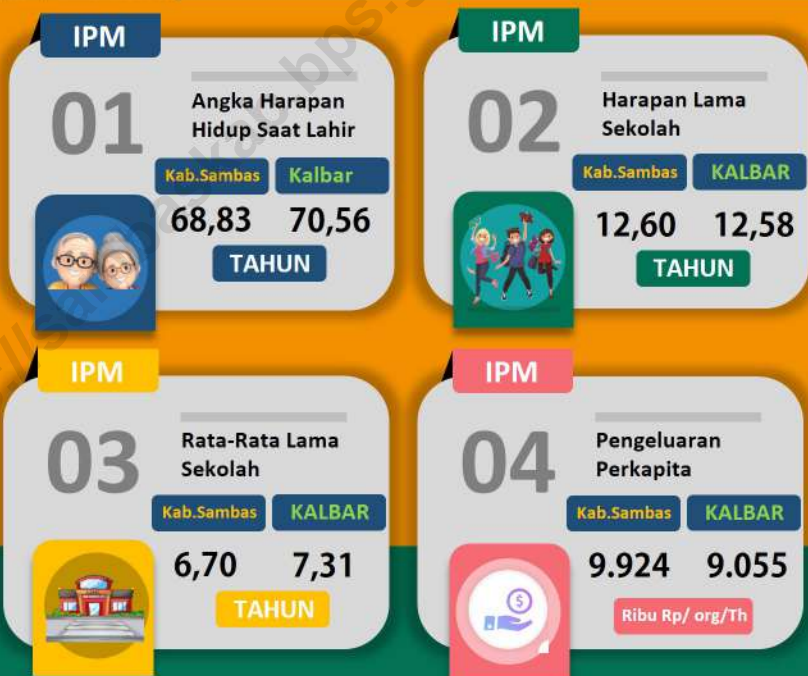 IPM
01
Angka Harapan
Hidup Saat Lahir
Kab.Sambas Kalbar
68,83 70,56
TAHUN
IPM
02
Harapan Lama
Sekolah
Kab.Sambas KALBAR
12,60 12,58
TAHUN
IPM
03
Rata-Rata Lama
Sekolah
Kab.Sambas KALBAR
6,70 7,31
TAHUN
IPM
04
Pengeluaran
Perkapita
Kab.Sambas KALBAR
9.924 9.055
Ribu Rp/ org/Th